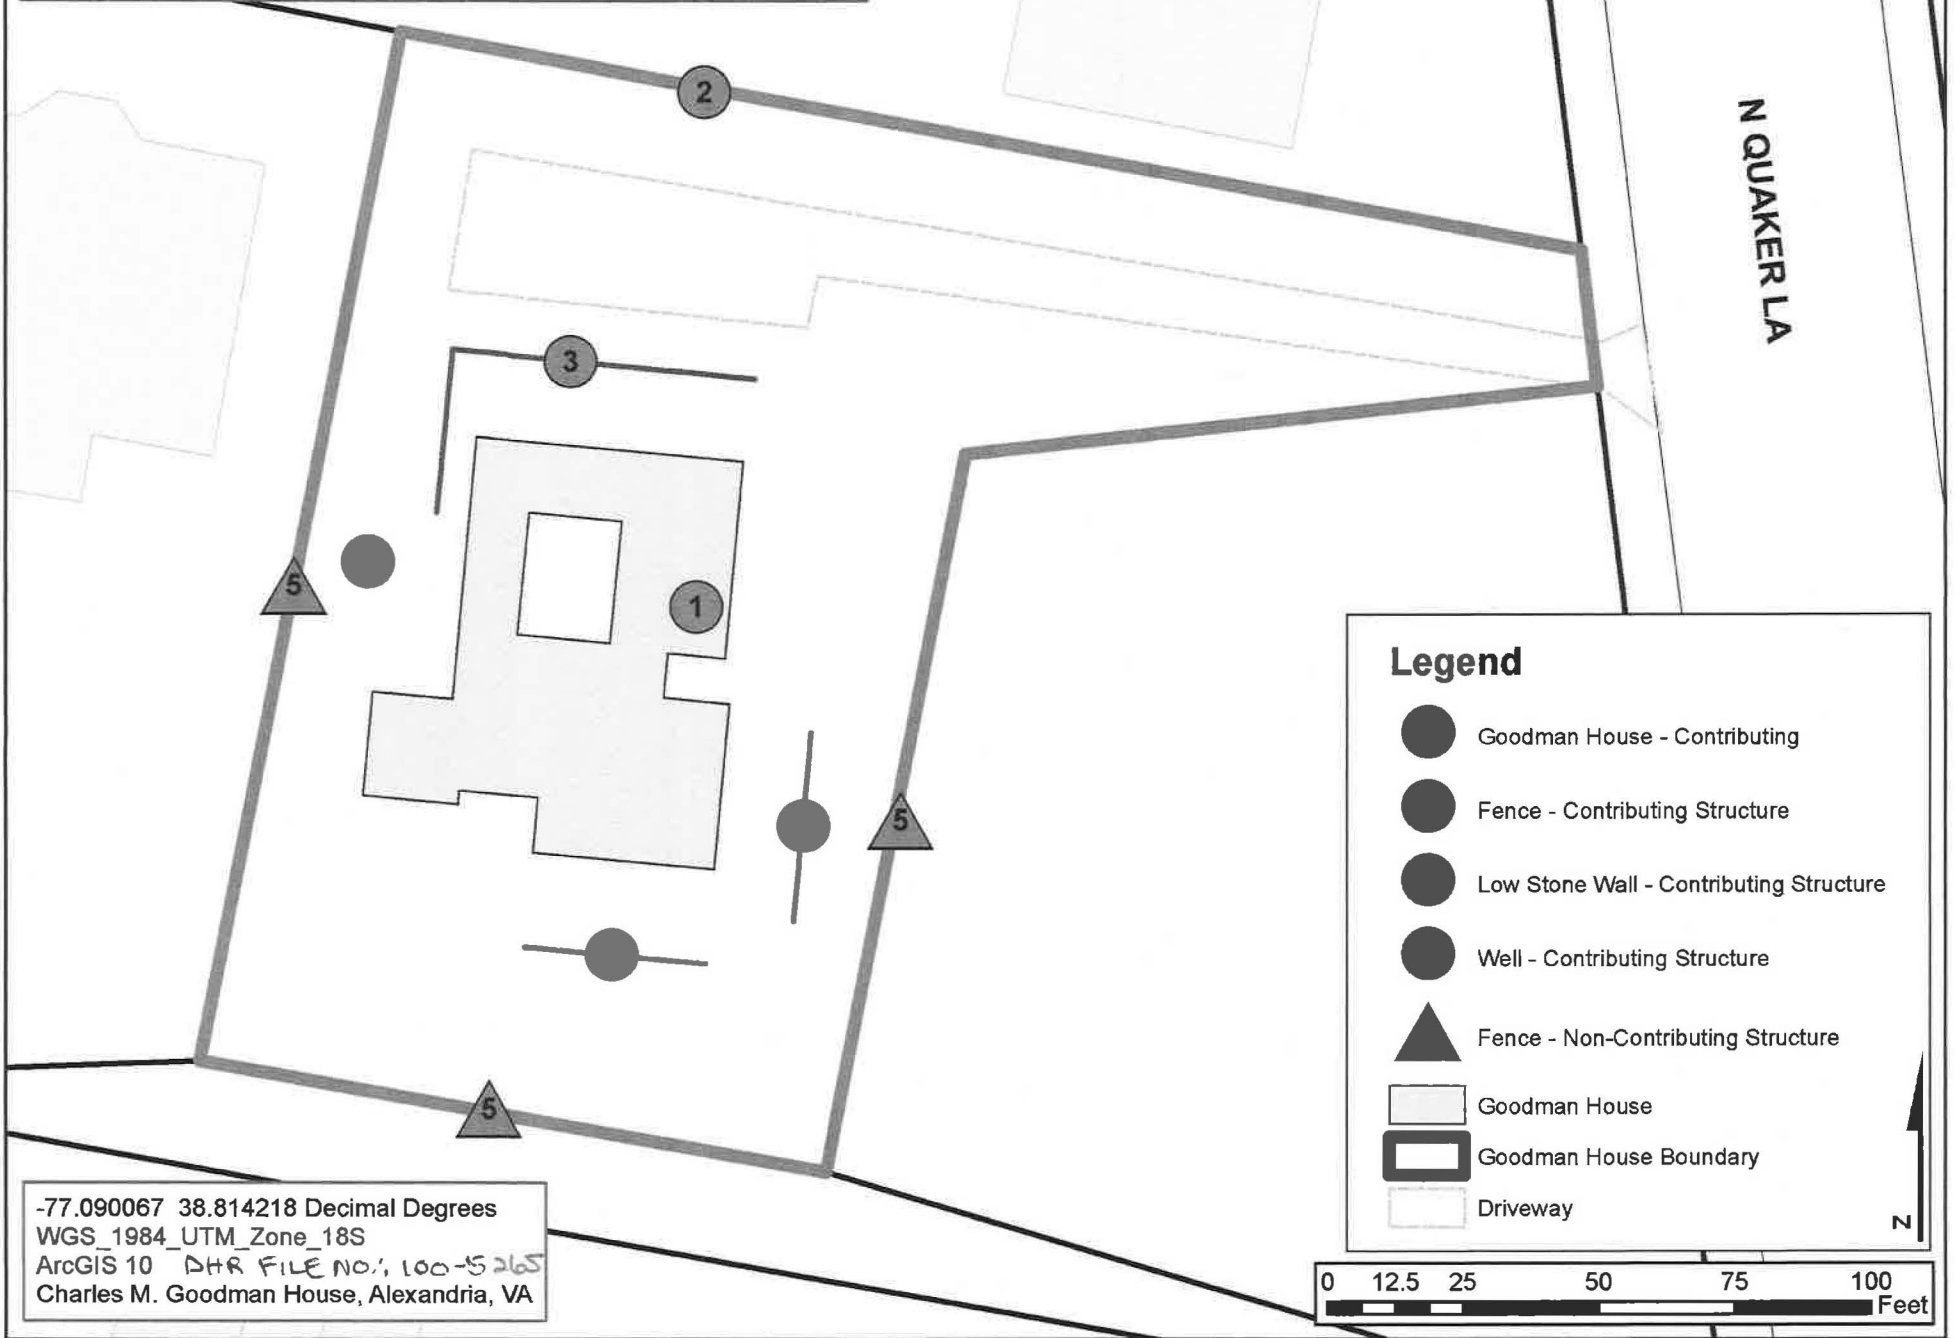 2
N QUAKER LA
3
5
1
5
5
Legend
Goodman House - Contributing
Fence - Contributing Structure
Low Stone Wall - Contributing Structure
Well - Contributing Structure
Fence - Non-Contributing Structure
Goodman House
Goodman House Boundary
Driveway
N
-77.090067 38.814218 Decimal Degrees
WGS_1984_UTM_Zone_18S
ArcGIS 10 DHR FILE NO.: 100-5265
Charles M. Goodman House, Alexandria, VA
0 12.5 25 50 75 100
Feet